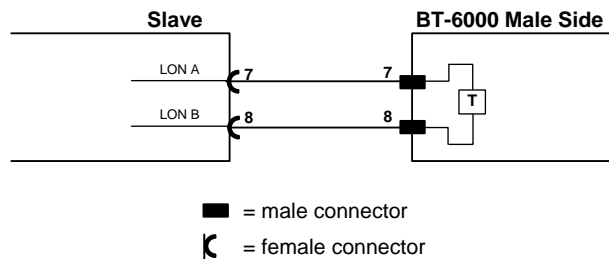 Slave
BT-6000 Male Side
LON A
7
7
T
LON B
8
8
= male connector
= female connector